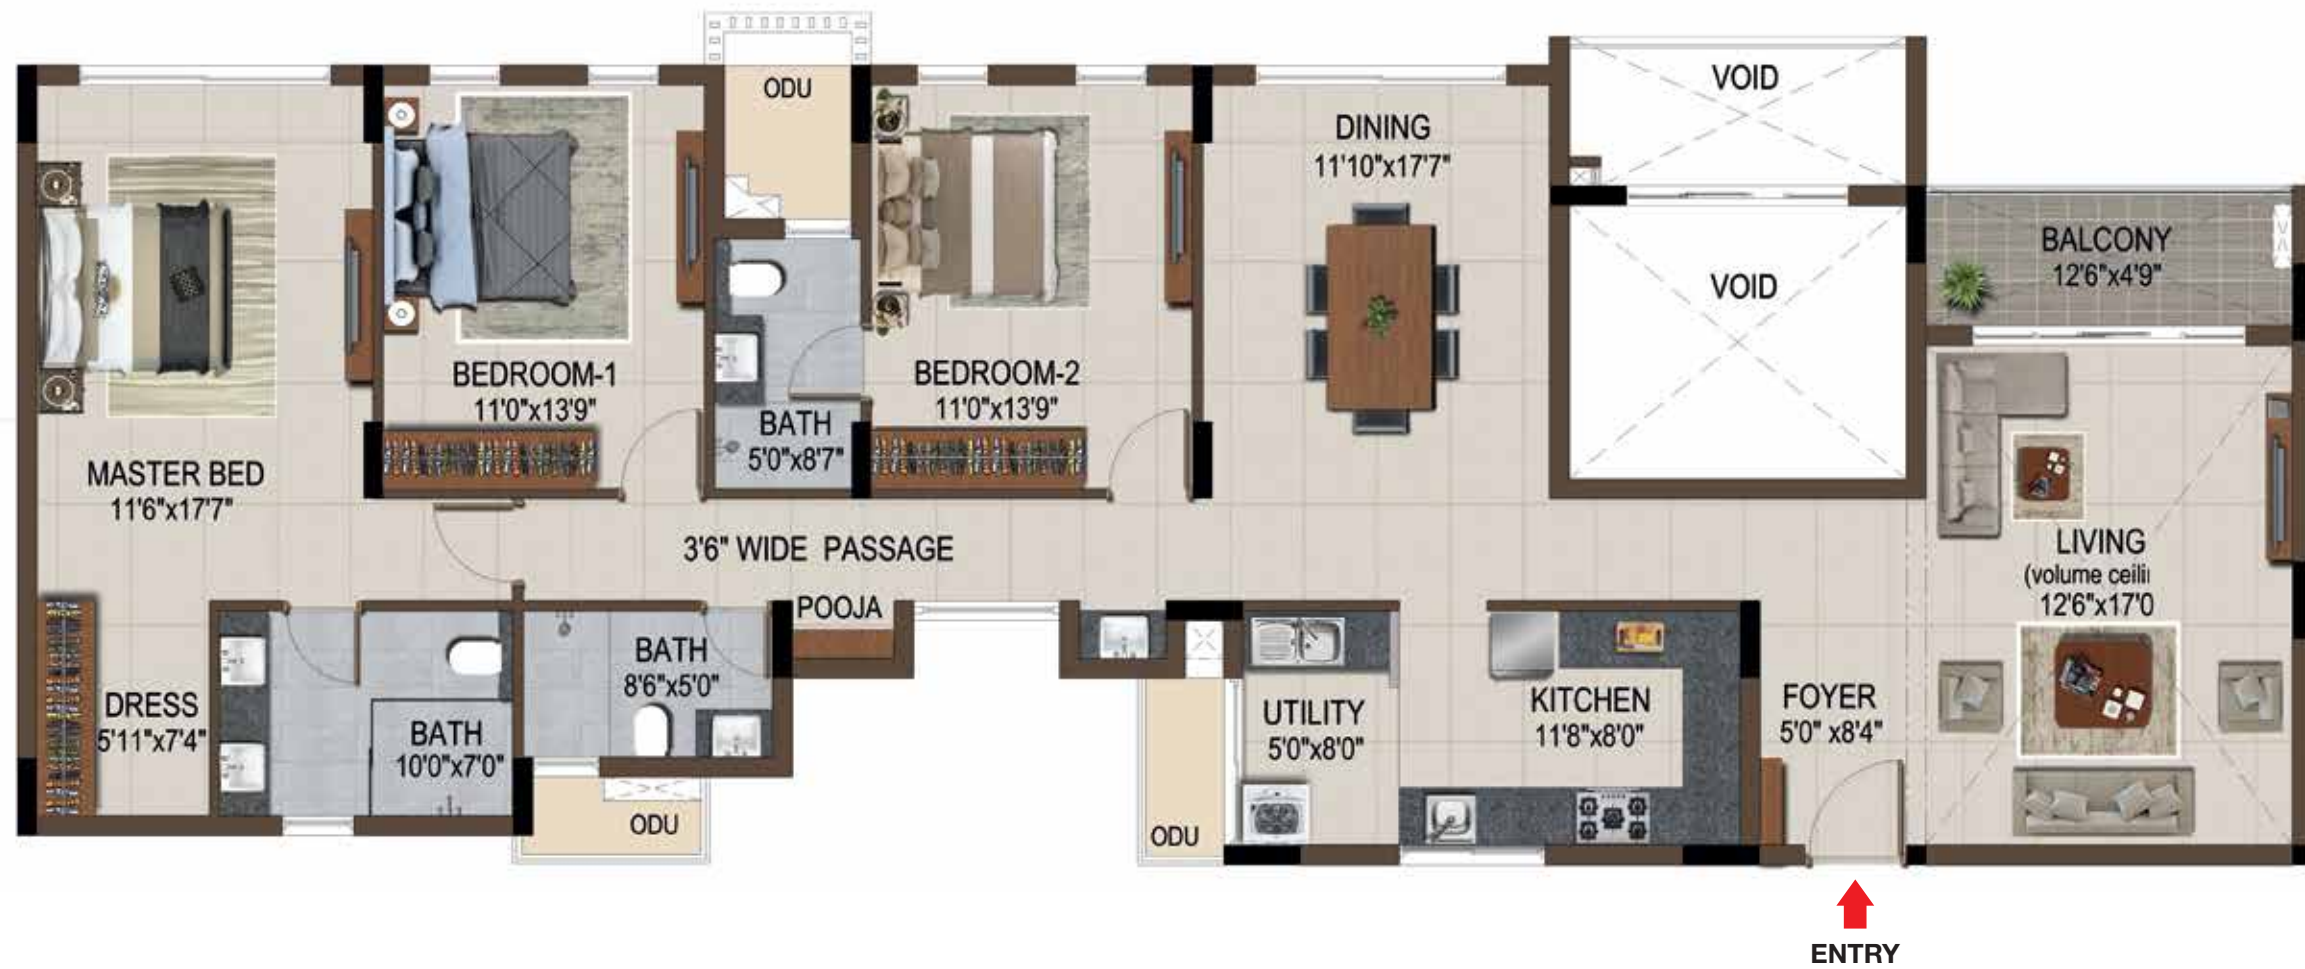 ODU
VOID
DINING
11'10"x17'7"
BALCONY
12'6"x4'9"
VOID
BEDROOM-1
11'0"x13'9"
BEDROOM-2
11'0"x13'9"
BATH
5'0"x8'7"
MASTER BED
11'6"x17'7"
3'6" WIDE PASSAGE
LIVING
(volume ceili
12'6"x17'0
POOJA
BATH
8'6"x5'0"
DRESS
5'11"x7'4"
BATH
10'0"x7'0"
UTILITY
5'0"x8'0"
KITCHEN
11'8"x8'0"
FOYER
5'0" x8'4"
ODU
ODU
ENTRY